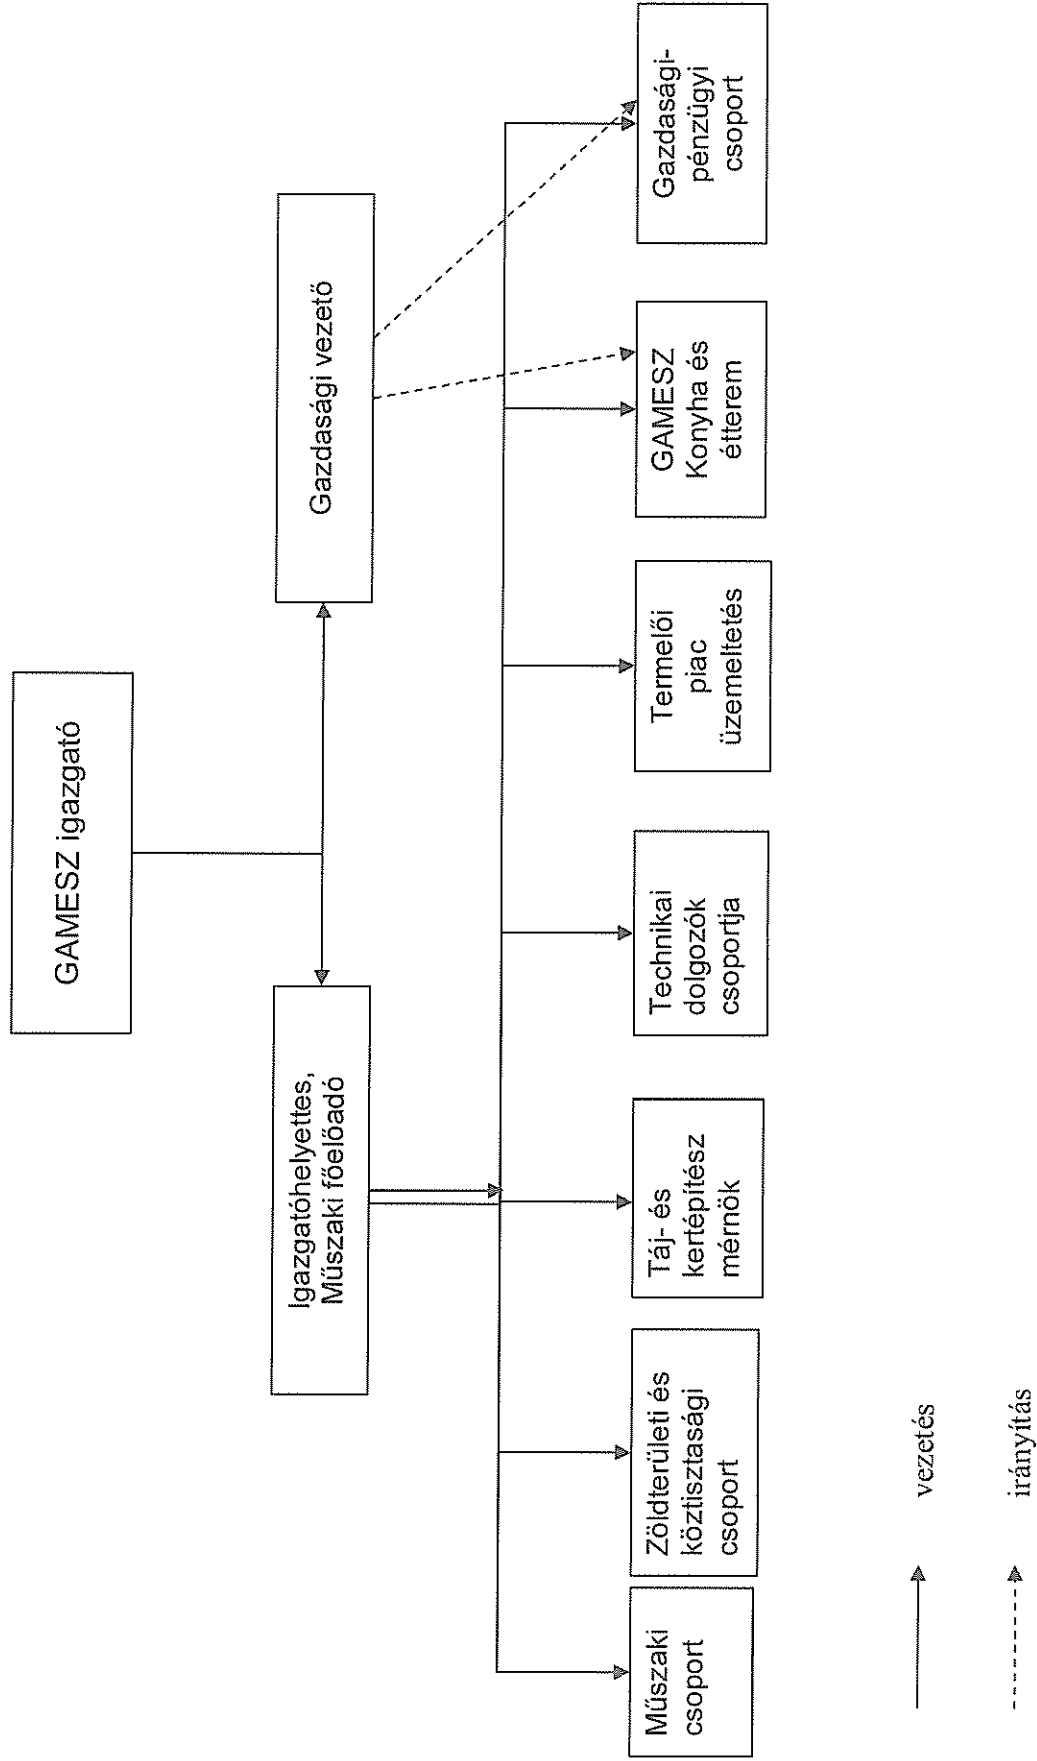 GAMESZ igazgató
Igazgatóhelyettes,
Műszaki főelőadó
Gazdasági vezető
Műszaki
csoport
Zöldterületi és
köztisztasági
csoport
Táj- és
kertépítész
mérnök
Technikai
dolgozók
csoportja
Termelői
piac
üzemeltetés
GAMESZ
Konyha és
étterem
Gazdasági-
pénzügyi
csoport
vezetés
irányítás